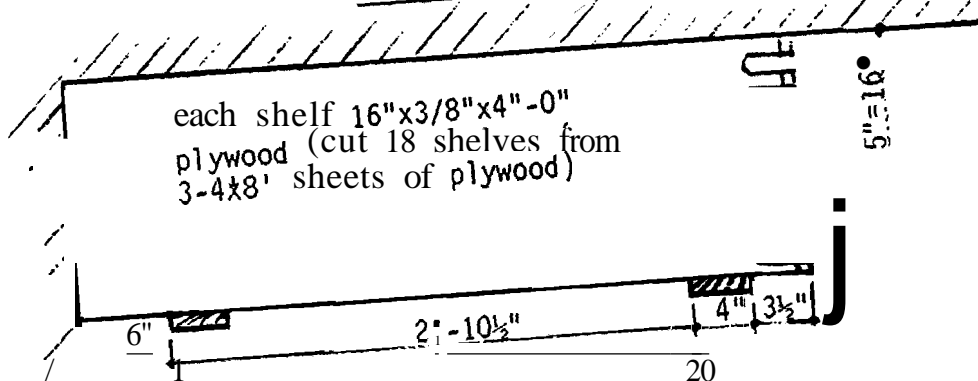 each shelf 16"x3/8"x4"-0"
plywood (cut 18 shelves from
3-4x8' sheets of plywood)
5"=16
6"
2'-10½"
4"
3½"
1
20